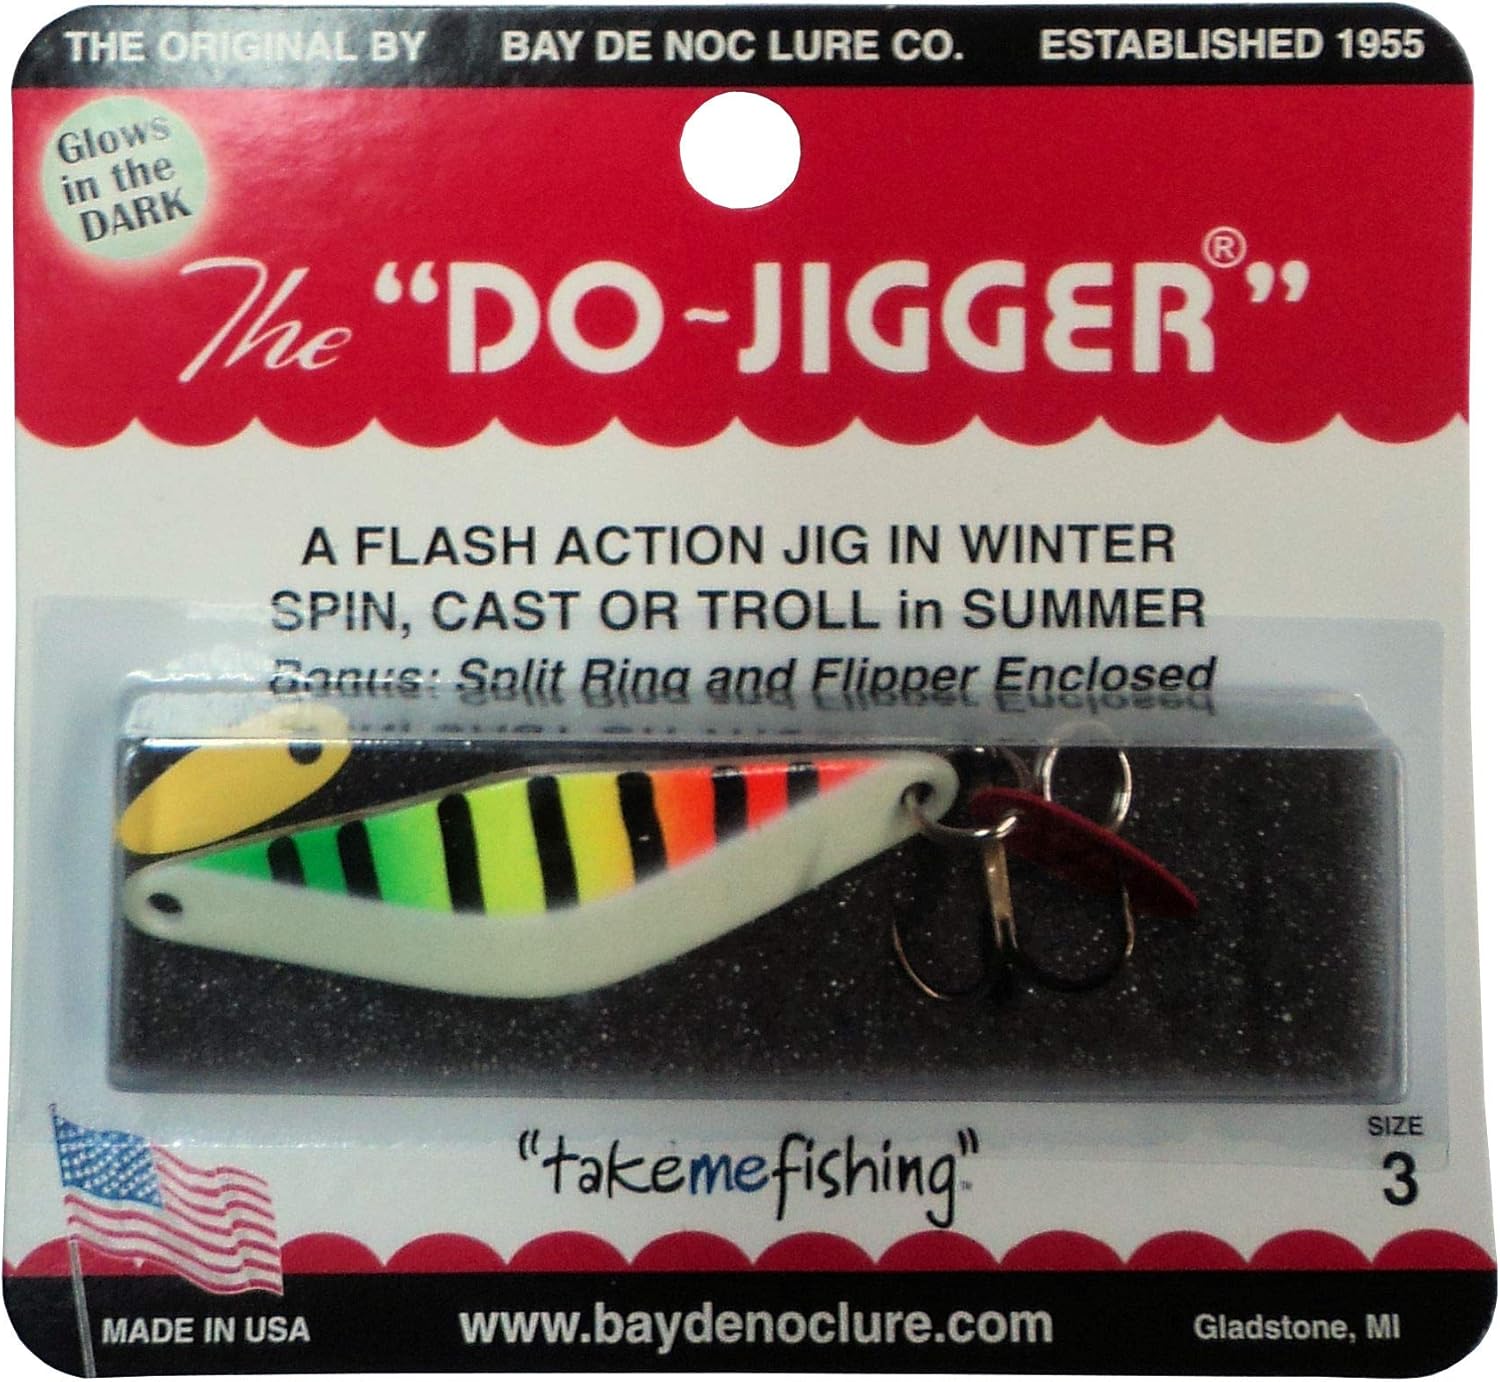 THE ORIGINAL BY BAY DE NOC LURE CO. ESTABLISHED 1955
Glows
in the
DARK
The "DO~JIGGER®"
A FLASH ACTION JIG IN WINTER
SPIN, CAST OR TROLL in SUMMER
Bonus: Split Ring and Flipper Enclosed
SIZE
3
"takemefishing"™
MADE IN USA www.baydenoclure.com Gladstone, MI